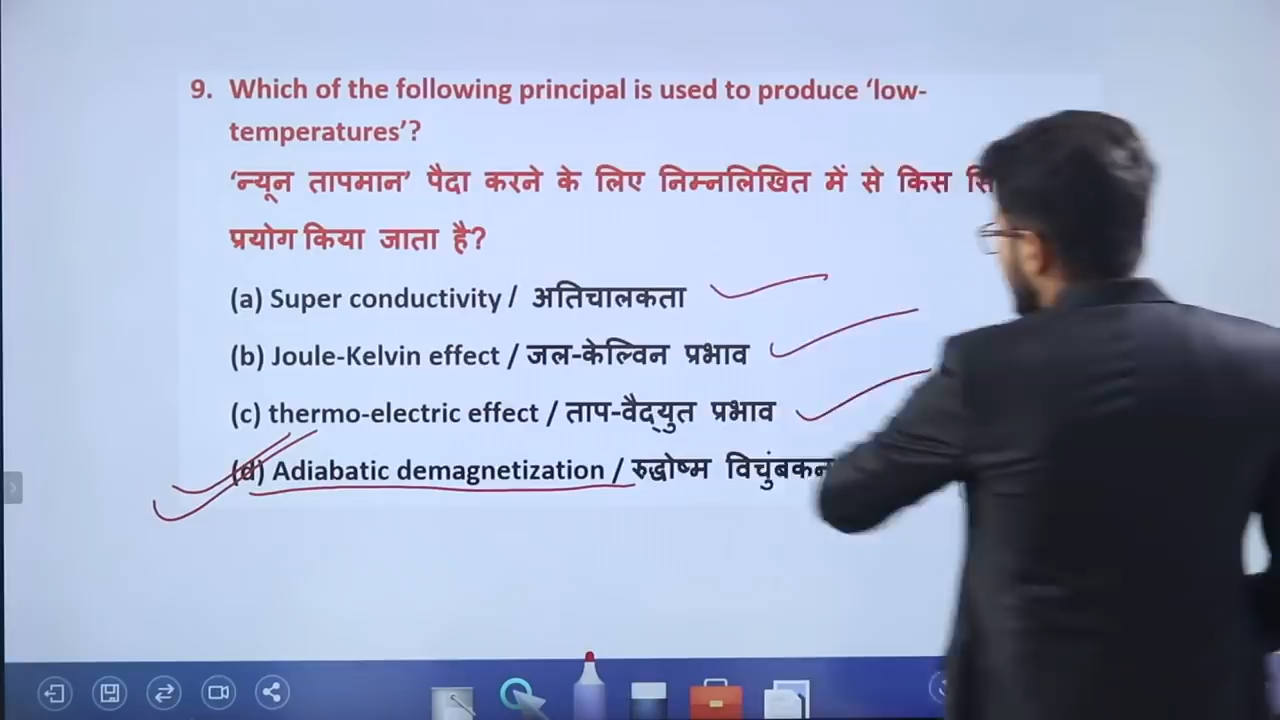 9. Which of the following principal is used to produce ‘low-
temperatures’?
‘न्यून तापमान’ पैदा करने के लिए निम्नलिखित में से किस
प्रयोग किया जाता है?
(a) Super conductivity / अतिचालकता
(b) Joule-Kelvin effect / जल-केल्विन प्रभाव
(c) thermo-electric effect / ताप-वैद्युत प्रभाव
(d) Adiabatic demagnetization / रुद्धोष्म विचुंबकन